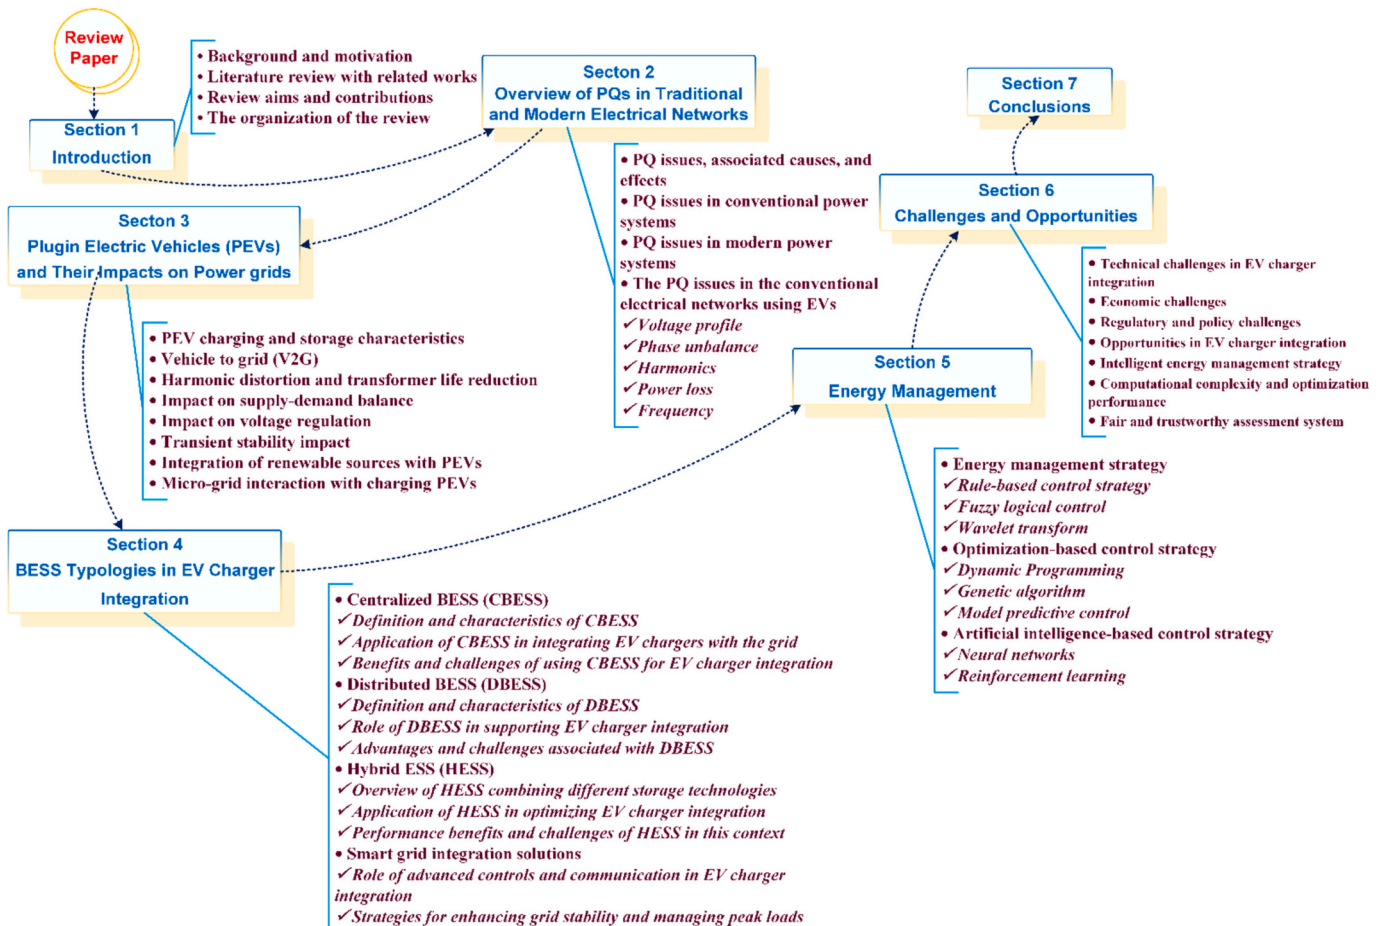 Review
Paper
Section 1
Introduction
• Background and motivation
• Literature review with related works
• Review aims and contributions
• The organization of the review
Secton 2
Overview of PQs in Traditional
and Modern Electrical Networks
• PQ issues, associated causes, and
effects
• PQ issues in conventional power
systems
• PQ issues in modern power
systems
• The PQ issues in the conventional
electrical networks using EVs
✓Voltage profile
✓Phase unbalance
✓Harmonics
✓Power loss
✓Frequency
Secton 3
Plugin Electric Vehicles (PEVs)
and Their Impacts on Power grids
• PEV charging and storage characteristics
• Vehicle to grid (V2G)
• Harmonic distortion and transformer life reduction
• Impact on supply-demand balance
• Impact on voltage regulation
• Transient stability impact
• Integration of renewable sources with PEVs
• Micro-grid interaction with charging PEVs
Section 4
BESS Typologies in EV Charger
Integration
• Centralized BESS (CBESS)
✓Definition and characteristics of CBESS
✓Application of CBESS in integrating EV chargers with the grid
✓Benefits and challenges of using CBESS for EV charger integration
• Distributed BESS (DBESS)
✓Definition and characteristics of DBESS
✓Role of DBESS in supporting EV charger integration
✓Advantages and challenges associated with DBESS
• Hybrid ESS (HESS)
✓Overview of HESS combining different storage technologies
✓Application of HESS in optimizing EV charger integration
✓Performance benefits and challenges of HESS in this context
• Smart grid integration solutions
✓Role of advanced controls and communication in EV charger
integration
✓Strategies for enhancing grid stability and managing peak loads
Section 5
Energy Management
• Energy management strategy
✓Rule-based control strategy
✓Fuzzy logical control
✓Wavelet transform
• Optimization-based control strategy
✓Dynamic Programming
✓Genetic algorithm
✓Model predictive control
• Artificial intelligence-based control strategy
✓Neural networks
✓Reinforcement learning
Section 6
Challenges and Opportunities
• Technical challenges in EV charger
integration
• Economic challenges
• Regulatory and policy challenges
• Opportunities in EV charger integration
• Intelligent energy management strategy
• Computational complexity and optimization
performance
• Fair and trustworthy assessment system
Section 7
Conclusions